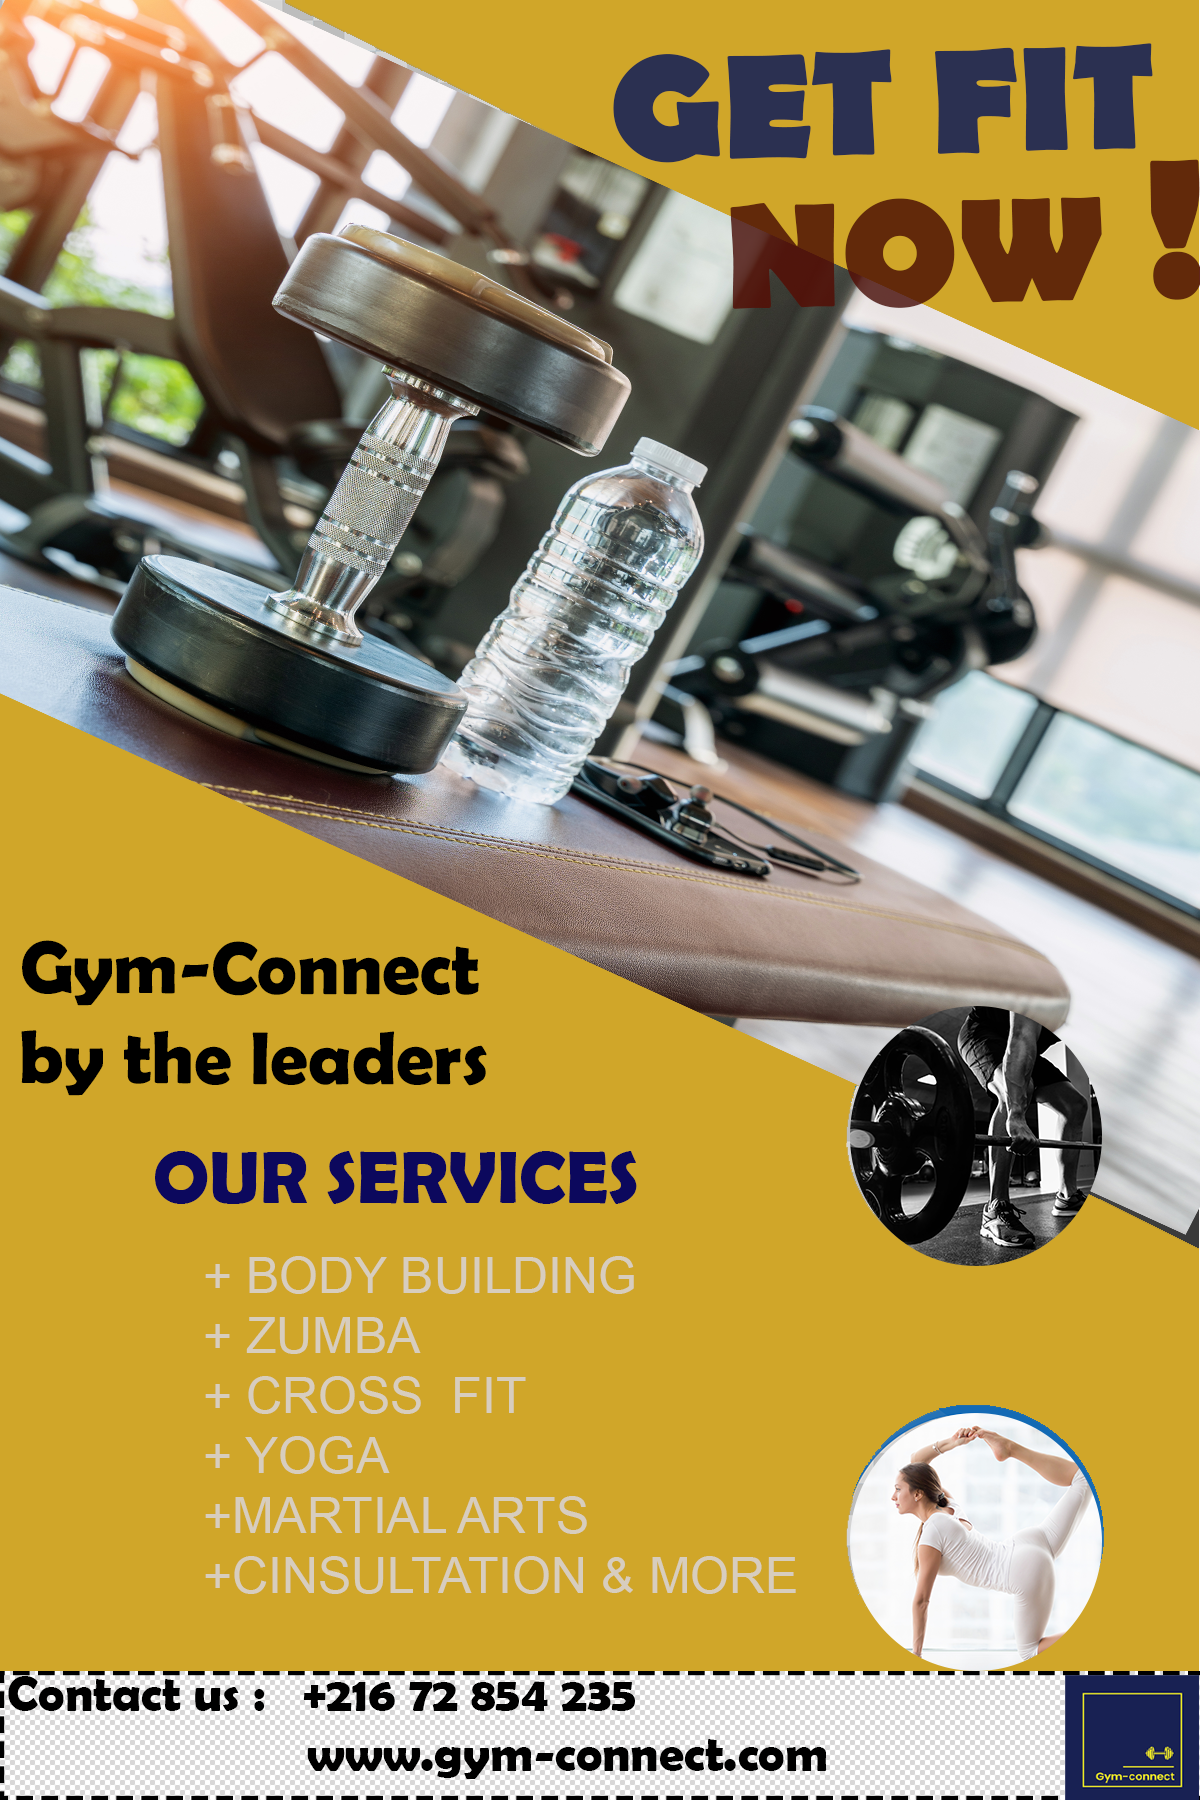 GET FIT
NOW !
Gym-Connect
by the leaders
OUR SERVICES
+ BODY BUILDING
+ ZUMBA
+ CROSS  FIT
+ YOGA
+MARTIAL ARTS
+CINSULTATION & MORE
Contact us :   +216 72 854 235
www.gym-connect.com
Gym-connect